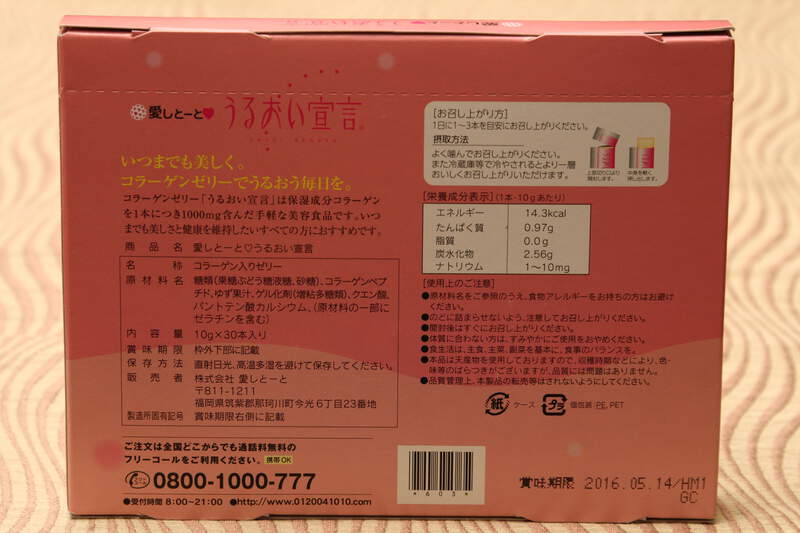 愛しとーと♥うるおい宣言
いつまでも美しく。
コラーゲンゼリーでうるおう毎日を。
コラーゲンゼリー「うるおい宣言」は保湿成分コラーゲン
を1本につき1000mg含んだ手軽な美容食品です。いつ
までも美しさと健康を維持したいすべての方におすすめです。
商品名 愛しとーと♡うるおい宣言
名称 コラーゲン入りゼリー
原材料名 糖類(果糖ぶどう糖液糖、砂糖)、コラーゲンペプ
チド、ゆず果汁、ゲル化剤(増粘多糖類)、クエン酸、
パントテン酸カルシウム、(原材料の一部に
ゼラチンを含む)
内容量 10g×30本入り
賞味期限 枠外下部に記載
保存方法 直射日光、高温多湿を避けて保存してください。
販売者 株式会社 愛しとーと
〒811-1211
福岡県筑紫郡那珂川町今光6丁目23番地
製造所固有記号 賞味期限右側に記載
ご注文は全国どこからでも通話料無料の
フリーコールをご利用ください。 携帯OK
0800-1000-777
●受付時間 8:00~21:00 ●http://www.0120041010.com
[お召し上がり方]
1日に1~3本を目安にお召し上がりください。
摂取方法
よく噛んでお召し上がりください。
また冷蔵庫等で冷やされるとより一層
おいしくお召し上がりいただけます。
上部切り口より
開封します。
中身を軽く
押し出します。
[栄養成分表示](1本・10gあたり)
エネルギー 14.3kcal
たんぱく質 0.97g
脂質 0.0g
炭水化物 2.56g
ナトリウム 1~10mg
[使用上のご注意]
●原材料名をご参照のうえ、食物アレルギーをお持ちの方はお避け
ください。
●のどに詰まらせないよう、注意してお召し上がりください。
●開封後はすぐにお召し上がりください。
●体質に合わない方は、すみやかにご使用をおやめください。
●食生活は、主食、主菜、副菜を基本に、食事のバランスを。
●本品は天産物を使用しておりますので、収穫時期などにより、色・
味等のばらつきがございますが、品質には問題はありません。
●品質管理上、本製品の転売等はされないようにしてください。
紙 ケース プラ 個包装:PE,PET
*603*
賞味期限 2016.05.14/HM1
GC